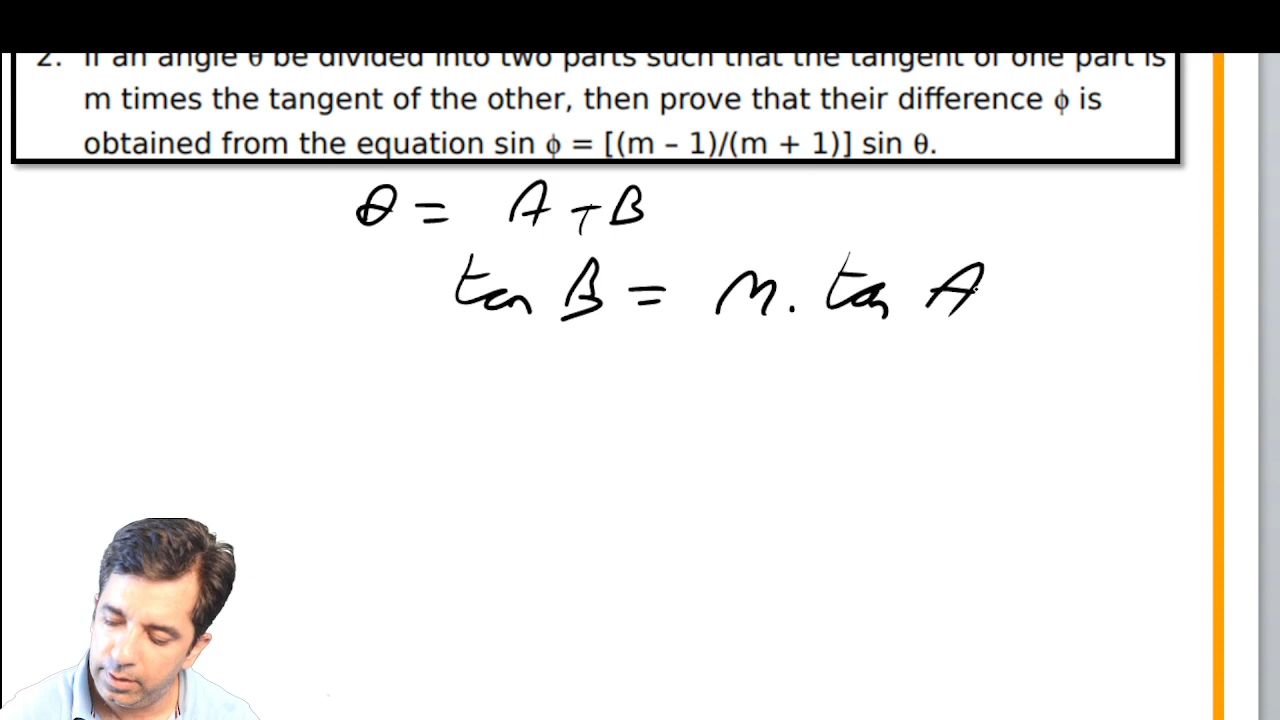 2. If an angle θ be divided into two parts such that the tangent of one part is
m times the tangent of the other, then prove that their difference ϕ is
obtained from the equation sin ϕ = [(m – 1)/(m + 1)] sin θ.
θ = A + B
tan B = m. tan A